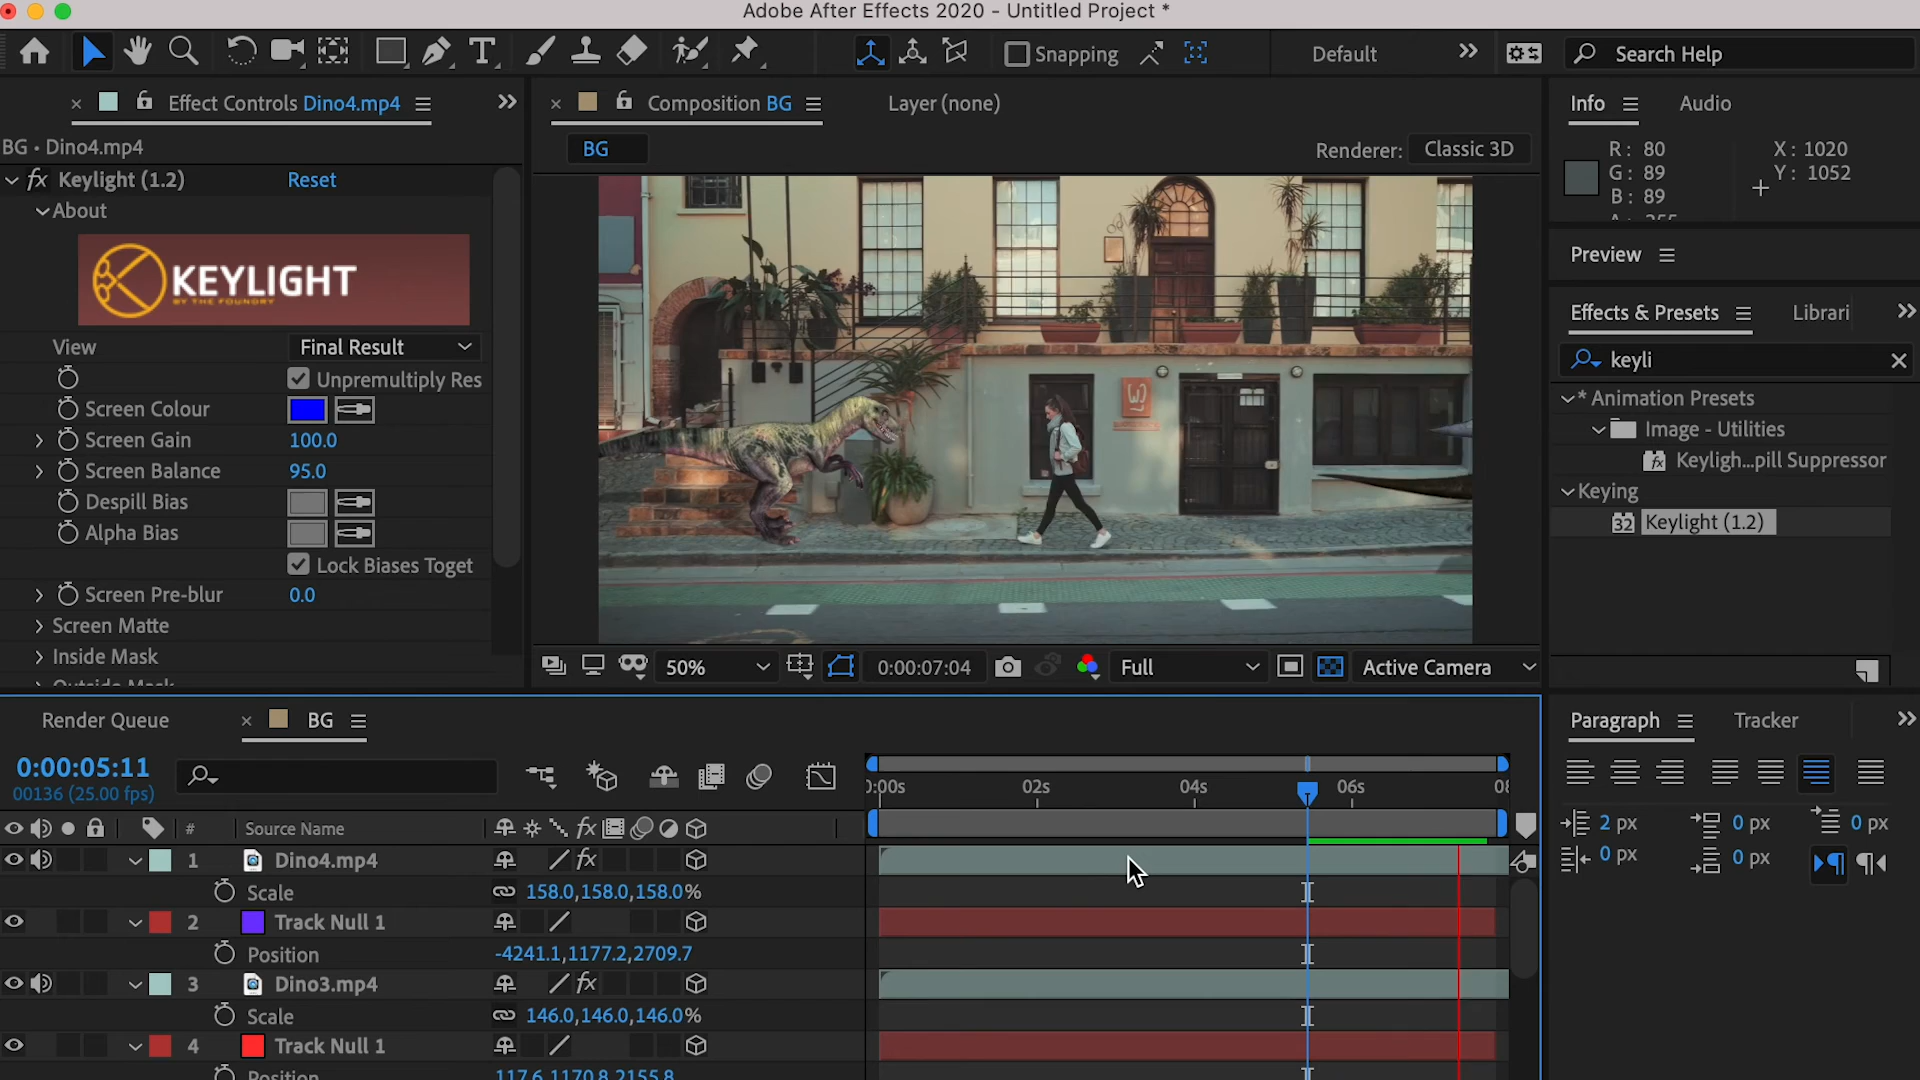 Adobe After Effects 2020 - Untitled Project *
Snapping
Default
Search Help
Effect Controls Dino4.mp4
Composition BG
Layer (none)
Info
Audio
BG • Dino4.mp4
BG
Renderer: Classic 3D
R: 80
G: 89
B: 89
X: 1020
Y: 1052
fx Keylight (1.2) Reset
About
KEYLIGHT
BY THE FOUNDRY
View Final Result
Unpremultiply Res
Screen Colour
Screen Gain 100.0
Screen Balance 95.0
Despill Bias
Alpha Bias
Lock Biases Toget
Screen Pre-blur 0.0
Screen Matte
Inside Mask
Outside Mask
Preview
Effects & Presets
Librari
keyli
* Animation Presets
Image - Utilities
Keyligh...pill Suppressor
Keying
32 Keylight (1.2)
50%
0:00:07:04
Full
Active Camera
Render Queue
BG
0:00:05:11
00136 (25.00 fps)
0:00s 02s 04s 06s 08
# Source Name fx
1 Dino4.mp4 fx
Scale 158.0,158.0,158.0%
2 Track Null 1
Position -4241.1,1177.2,2709.7
3 Dino3.mp4 fx
Scale 146.0,146.0,146.0%
4 Track Null 1
Position 117.6,1170.8,2155.8
Paragraph
Tracker
2 px 0 px 0 px
0 px 0 px